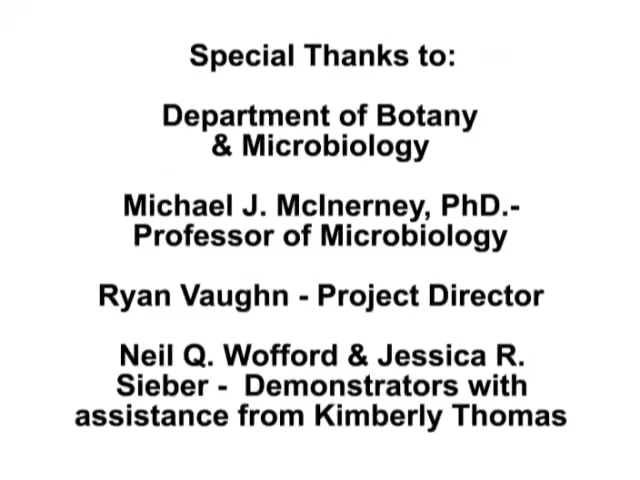 Special Thanks to:
Department of Botany
& Microbiology
Michael J. McInerney, PhD.-
Professor of Microbiology
Ryan Vaughn - Project Director
Neil Q. Wofford & Jessica R.
Sieber -  Demonstrators with
assistance from Kimberly Thomas